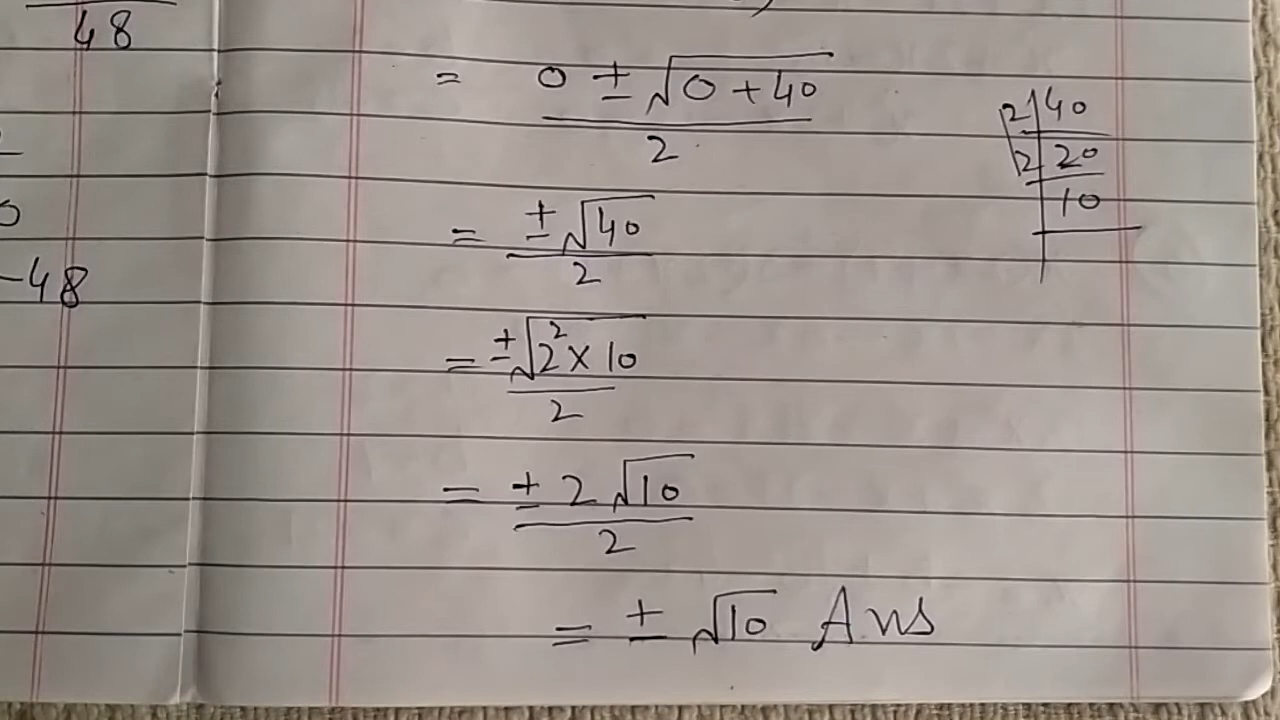 48
= 0 ± √(0 + 40) / 2
2 | 40
2 | 20
10
= ± √40 / 2
0
-48
= ± √(2² × 10) / 2
= ± 2 √10 / 2
= ± √10 Ans